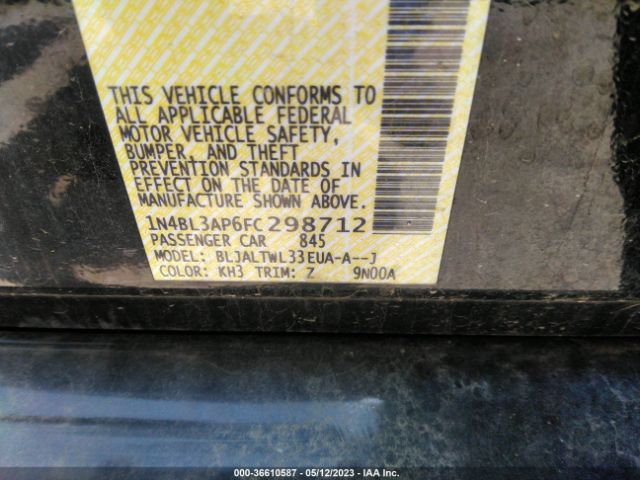 THIS VEHICLE CONFORMS TO
ALL APPLICABLE FEDERAL
MOTOR VEHICLE SAFETY,
BUMPER, AND THEFT
PREVENTION STANDARDS IN
EFFECT ON THE DATE OF
MANUFACTURE SHOWN ABOVE.
1N4BL3AP6FC298712
PASSENGER CAR 845
MODEL: BLJALTWL33EUA-A--J
COLOR: KH3 TRIM: Z 9N00A
000-36610587 - 05/12/2023 - IAA Inc.